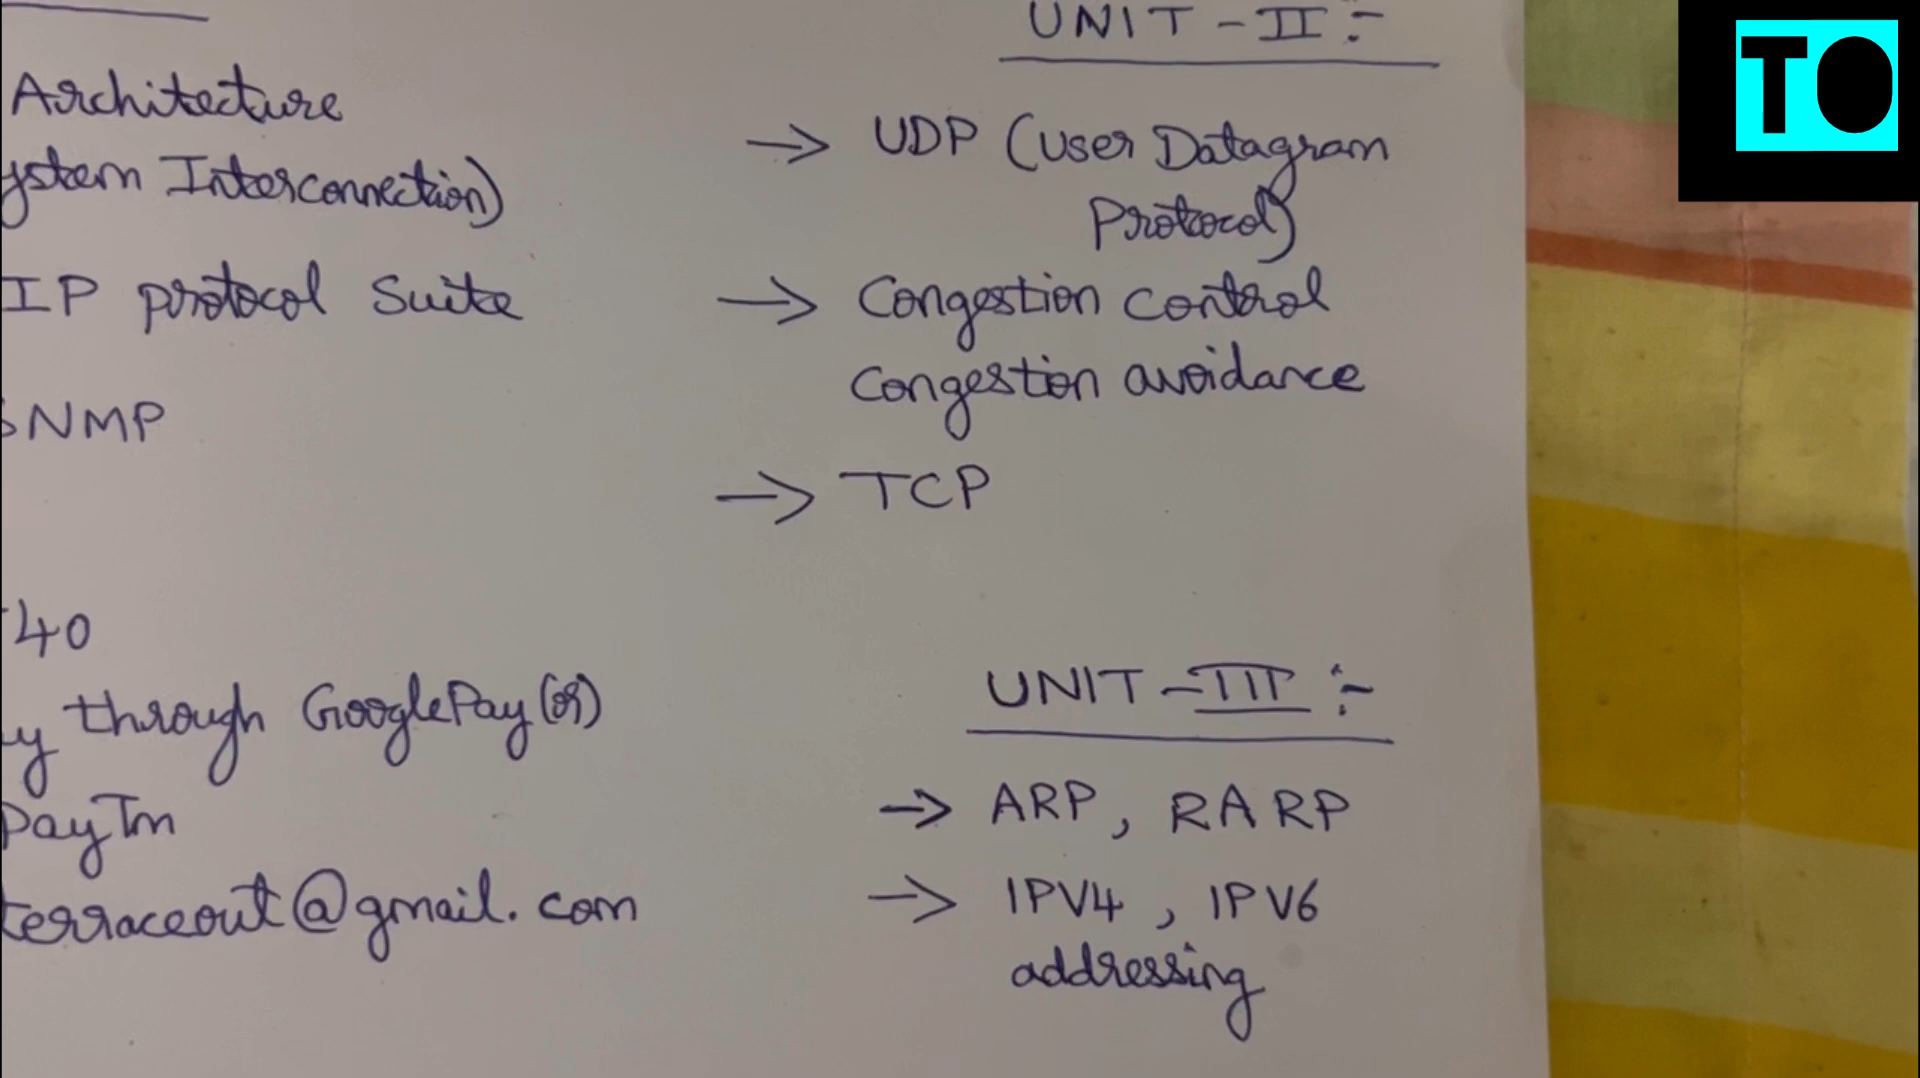 Architecture
ystem Interconnection)
IP protocol Suite
SNMP
40
y through GooglePay (or)
PayTm
terraceout@gmail.com
UNIT - II :-
→ UDP (User Datagram
Protocol)
→ Congestion control
Congestion avoidance
→ TCP
UNIT - III :-
→ ARP, RARP
→ IPV4, IPV6
addressing
TO